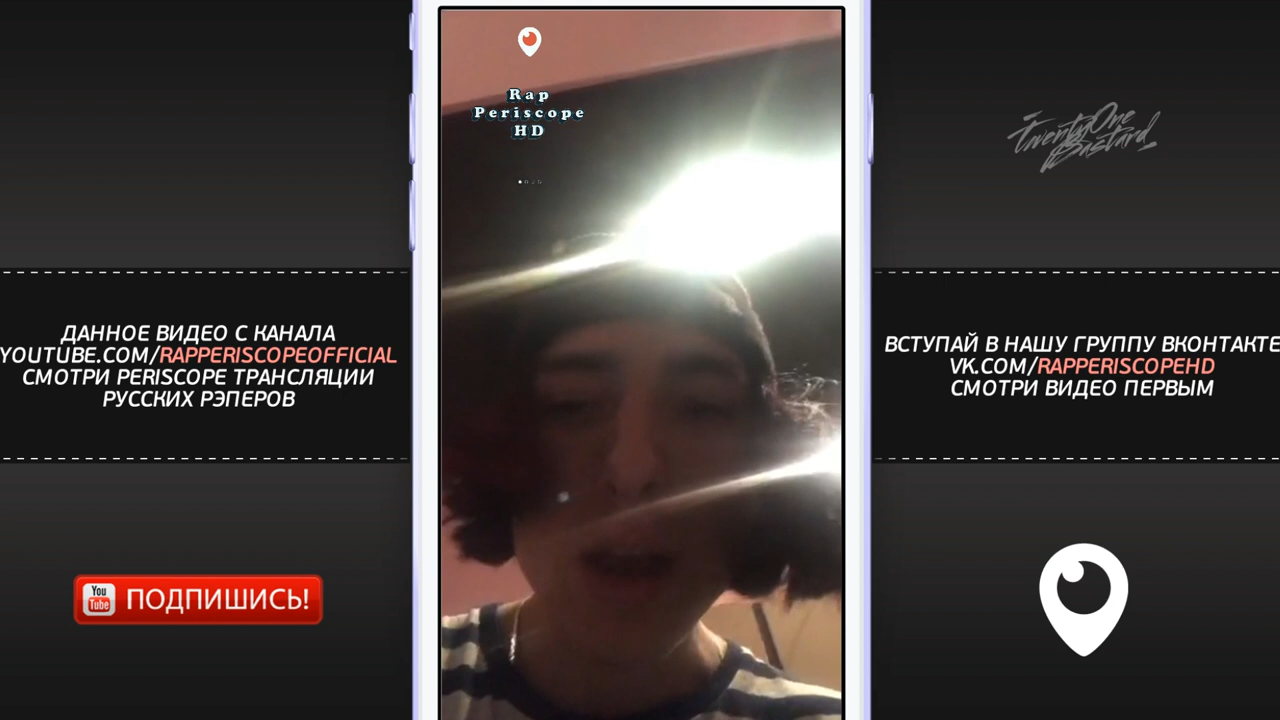 Rap
Periscope
HD
TwentyOne
Bastard
ДАННОЕ ВИДЕО С КАНАЛА
YOUTUBE.COM/RAPPERISCOPEOFFICIAL
СМОТРИ PERISCOPE ТРАНСЛЯЦИИ
РУССКИХ РЭПЕРОВ
ВСТУПАЙ В НАШУ ГРУППУ ВКОНТАКТЕ
VK.COM/RAPPERISCOPEHD
СМОТРИ ВИДЕО ПЕРВЫМ
You
Tube
ПОДПИШИСЬ!